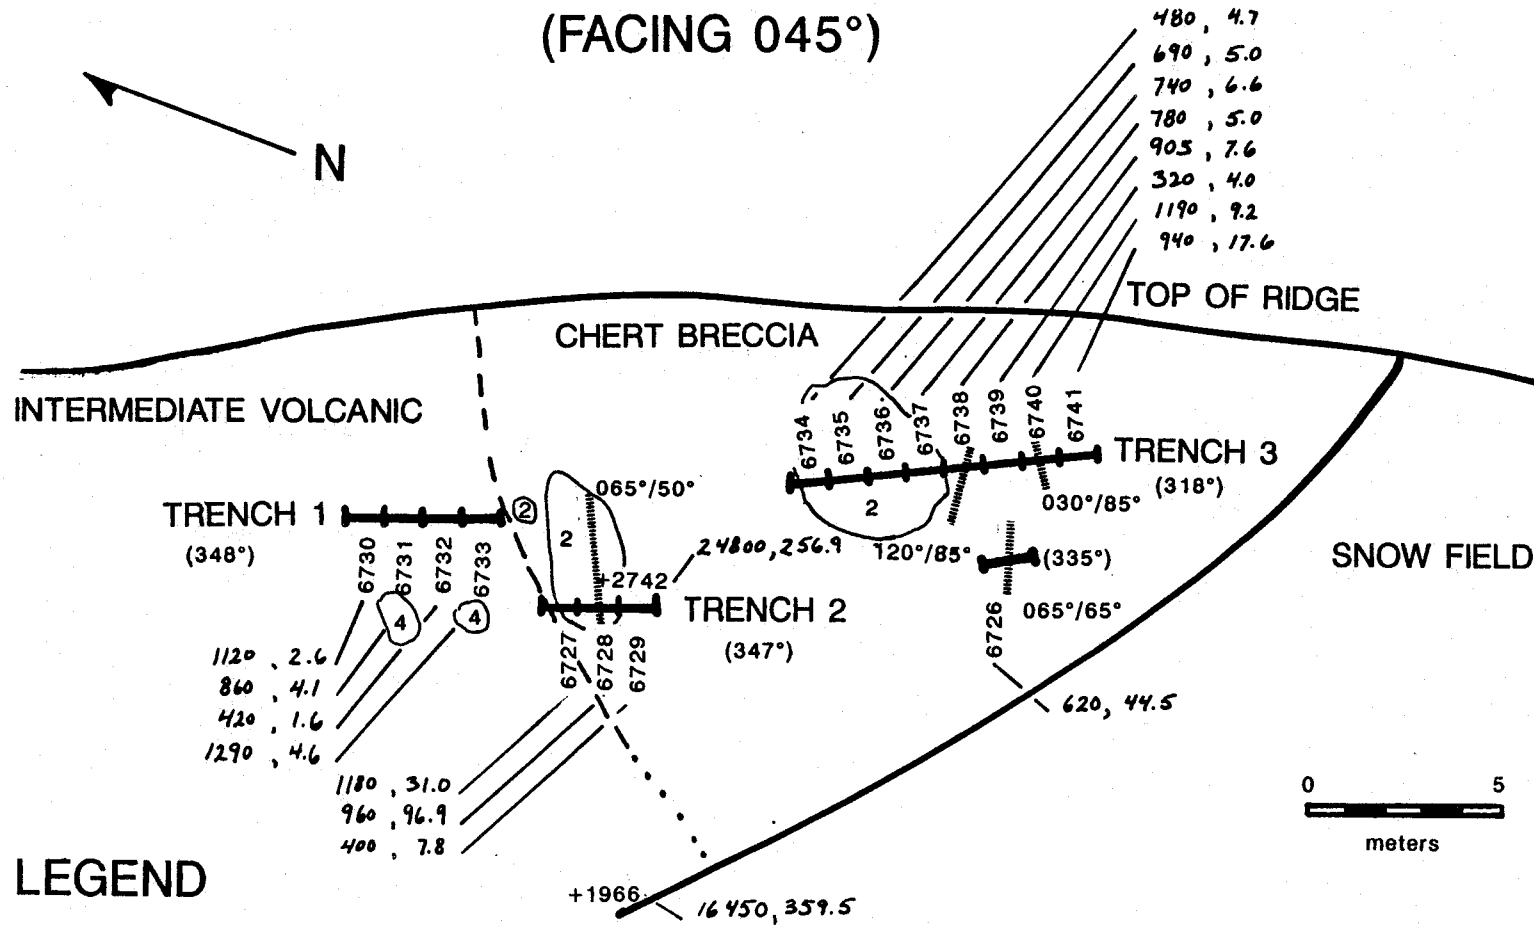 (FACING 045°)
N
480 , 4.7
690 , 5.0
740 , 6.6
780 , 5.0
905 , 7.6
320 , 4.0
1190 , 9.2
940 , 17.6
TOP OF RIDGE
CHERT BRECCIA
INTERMEDIATE VOLCANIC
6734
6735
6736
6737
6738
6739
6740
6741
TRENCH 3
(318°)
2
030°/85°
120°/85°
TRENCH 1
(348°)
2
6730
6731
6732
6733
4
4
065°/50°
2
+2742
24800, 256.9
TRENCH 2
(347°)
6727
6728
6729
(335°)
065°/65°
6726
SNOW FIELD
620, 44.5
1120 , 2.6
860 , 4.1
420 , 1.6
1290 , 4.6
1180 , 31.0
960 , 96.9
400 , 7.8
0 5
meters
LEGEND
+1966
16450, 359.5